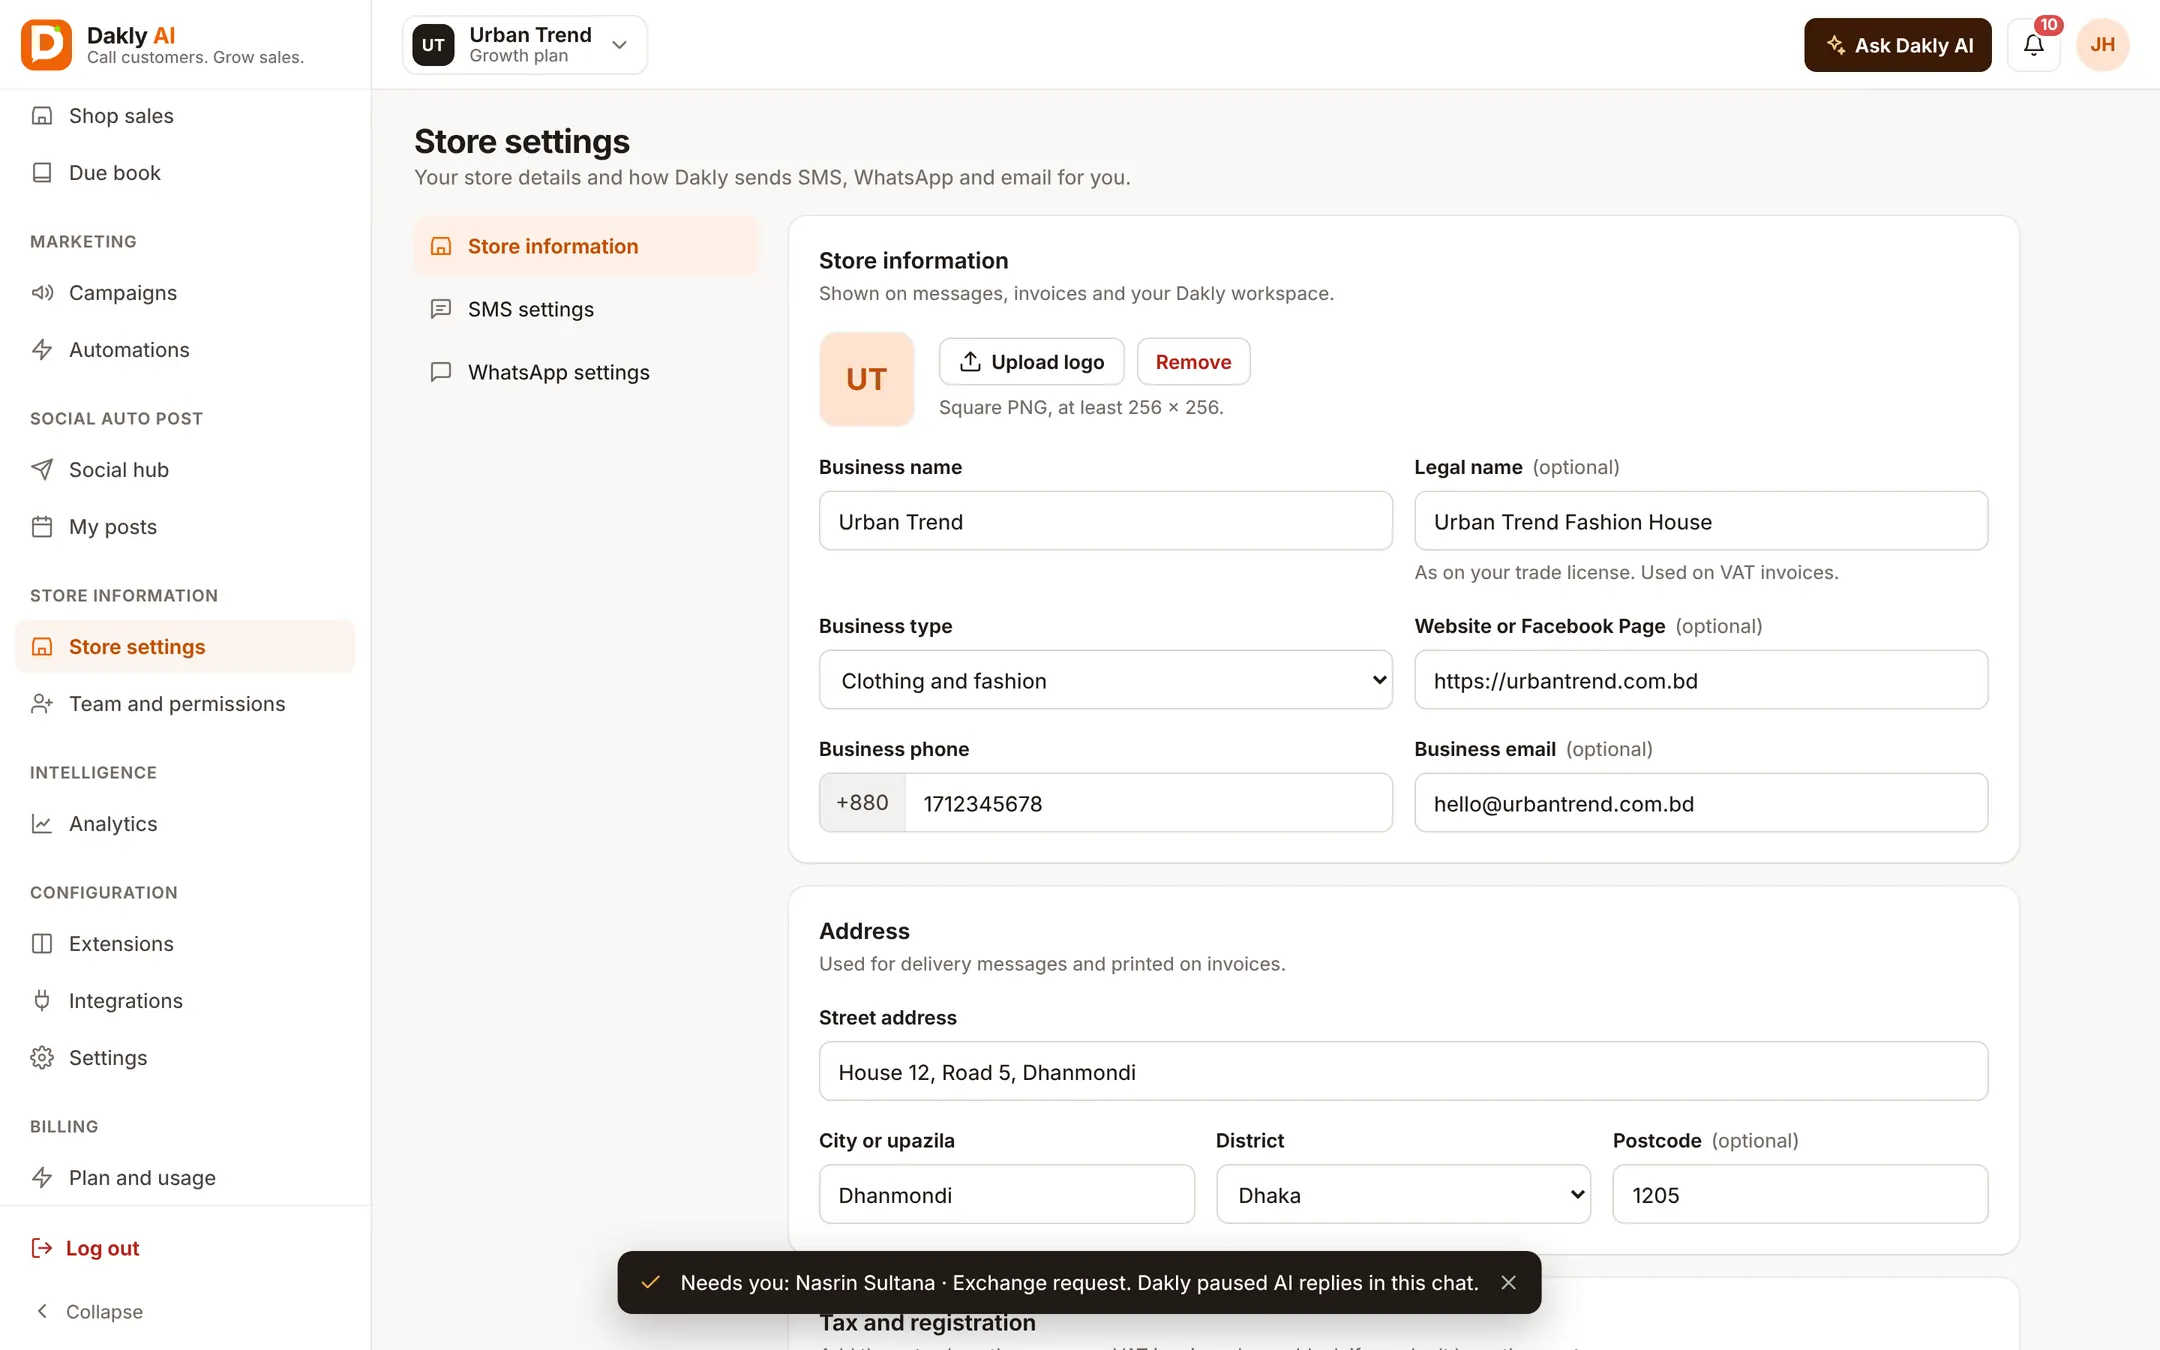 Dakly AI
Call customers. Grow sales.
UT
Urban Trend
Growth plan
Ask Dakly AI
10
JH
Shop sales
Due book
MARKETING
Campaigns
Automations
SOCIAL AUTO POST
Social hub
My posts
STORE INFORMATION
Store settings
Team and permissions
INTELLIGENCE
Analytics
CONFIGURATION
Extensions
Integrations
Settings
BILLING
Plan and usage
Log out
Collapse
Store settings
Your store details and how Dakly sends SMS, WhatsApp and email for you.
Store information
SMS settings
WhatsApp settings
Store information
Shown on messages, invoices and your Dakly workspace.
UT
Upload logo
Remove
Square PNG, at least 256 × 256.
Business name
Urban Trend
Legal name (optional)
Urban Trend Fashion House
As on your trade license. Used on VAT invoices.
Business type
Clothing and fashion
Website or Facebook Page (optional)
https://urbantrend.com.bd
Business phone
+880 1712345678
Business email (optional)
hello@urbantrend.com.bd
Address
Used for delivery messages and printed on invoices.
Street address
House 12, Road 5, Dhanmondi
City or upazila
Dhanmondi
District
Dhaka
Postcode (optional)
1205
Needs you: Nasrin Sultana · Exchange request. Dakly paused AI replies in this chat.
Tax and registration